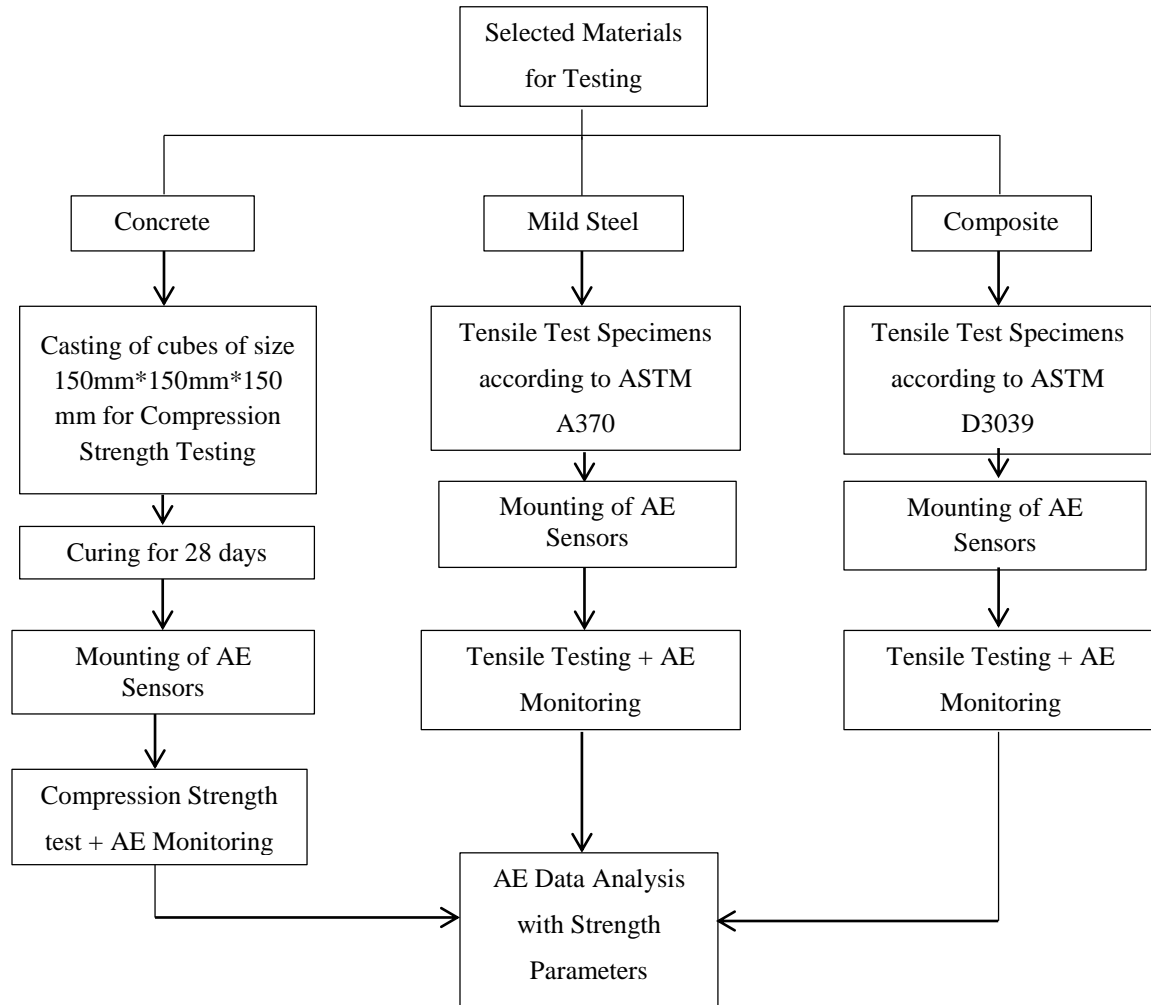 Selected Materials
for Testing
Concrete
Mild Steel
Composite
Casting of cubes of size
150mm*150mm*150
mm for Compression
Strength Testing
Tensile Test Specimens
according to ASTM
A370
Tensile Test Specimens
according to ASTM
D3039
Curing for 28 days
Mounting of AE
Sensors
Mounting of AE
Sensors
Mounting of AE
Sensors
Tensile Testing + AE
Monitoring
Tensile Testing + AE
Monitoring
Compression Strength
test + AE Monitoring
AE Data Analysis
with Strength
Parameters